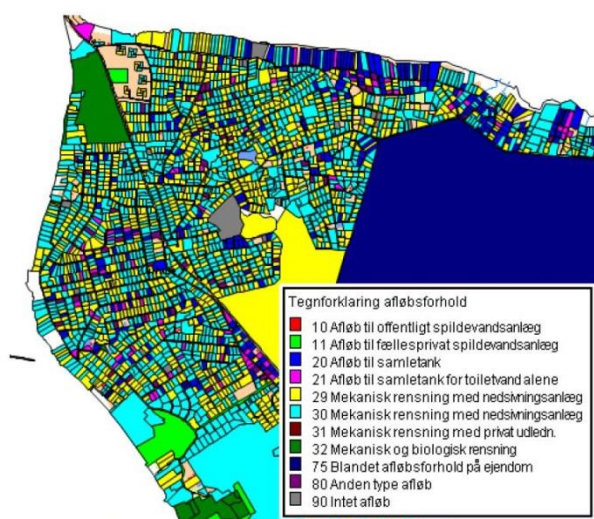 Tegnforklaring afløbsforhold
10 Afløb til offentligt spildevandsanlæg
11 Afløb til fællesprivat spildevandsanlæg
20 Afløb til samletank
21 Afløb til samletank for toiletvand alene
29 Mekanisk rensning med nedsivningsanlæg
30 Mekanisk rensning med nedsivningsanlæg
31 Mekanisk rensning med privat udledn.
32 Mekanisk og biologisk rensning
75 Blandet afløbsforhold på ejendom
80 Anden type afløb
90 Intet afløb